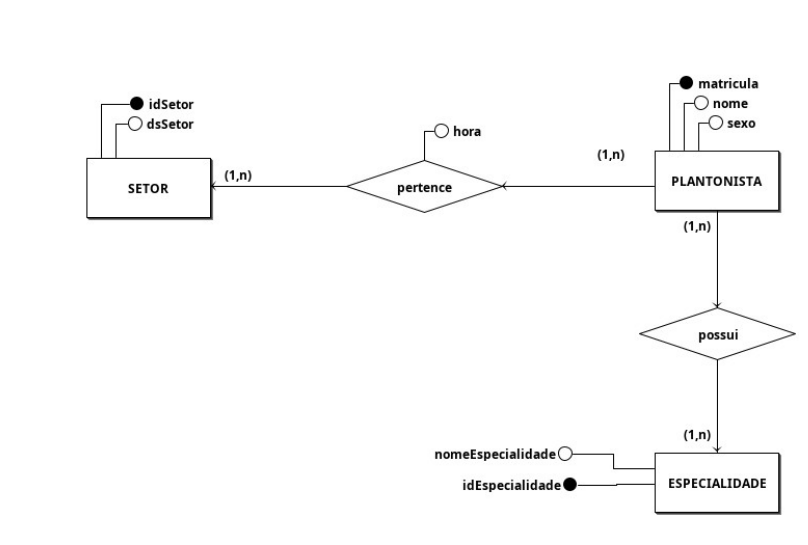 matricula
idSetor
nome
dsSetor
sexo
hora
(1,n)
(1,n)
PLANTONISTA
SETOR
pertence
(1,n)
possui
(1,n)
nomeEspecialidade
idEspecialidade
ESPECIALIDADE